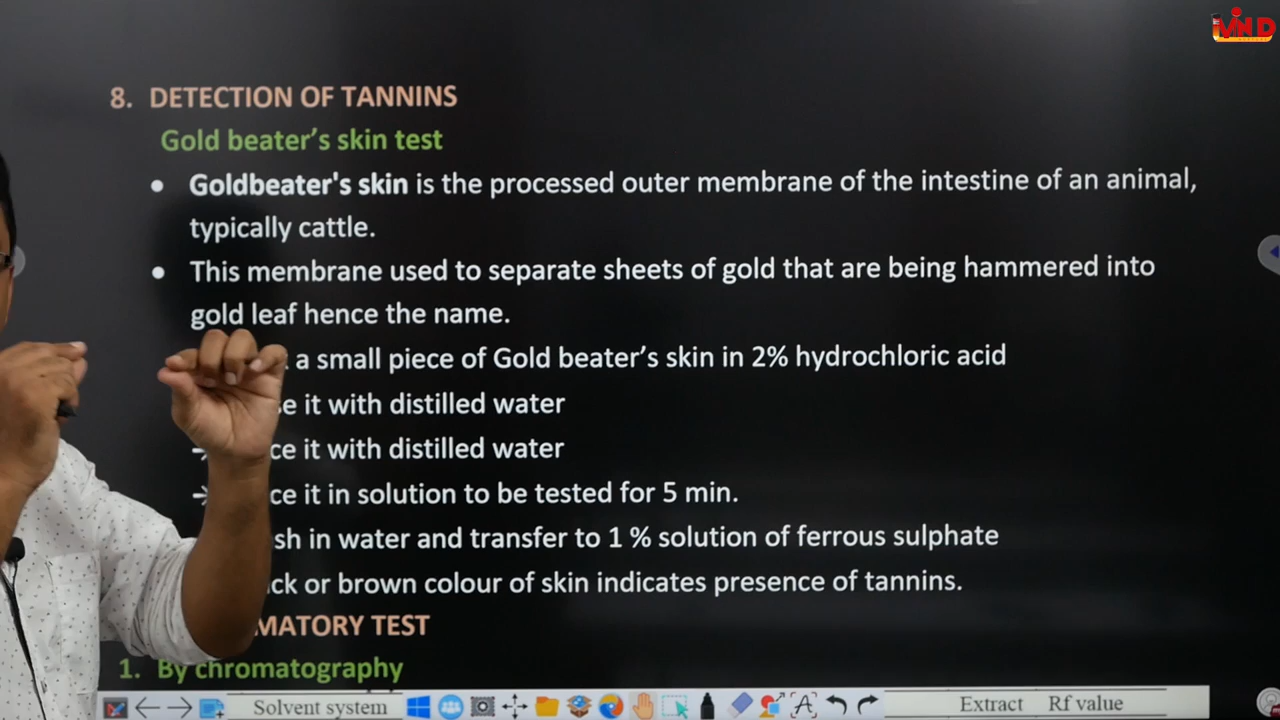 MIND
8. DETECTION OF TANNINS
Gold beater’s skin test
• Goldbeater's skin is the processed outer membrane of the intestine of an animal,
typically cattle.
• This membrane used to separate sheets of gold that are being hammered into
gold leaf hence the name.
a small piece of Gold beater’s skin in 2% hydrochloric acid
it with distilled water
it with distilled water
it in solution to be tested for 5 min.
in water and transfer to 1 % solution of ferrous sulphate
or brown colour of skin indicates presence of tannins.
TEST
1. By chromatography
Solvent system Extract Rf value